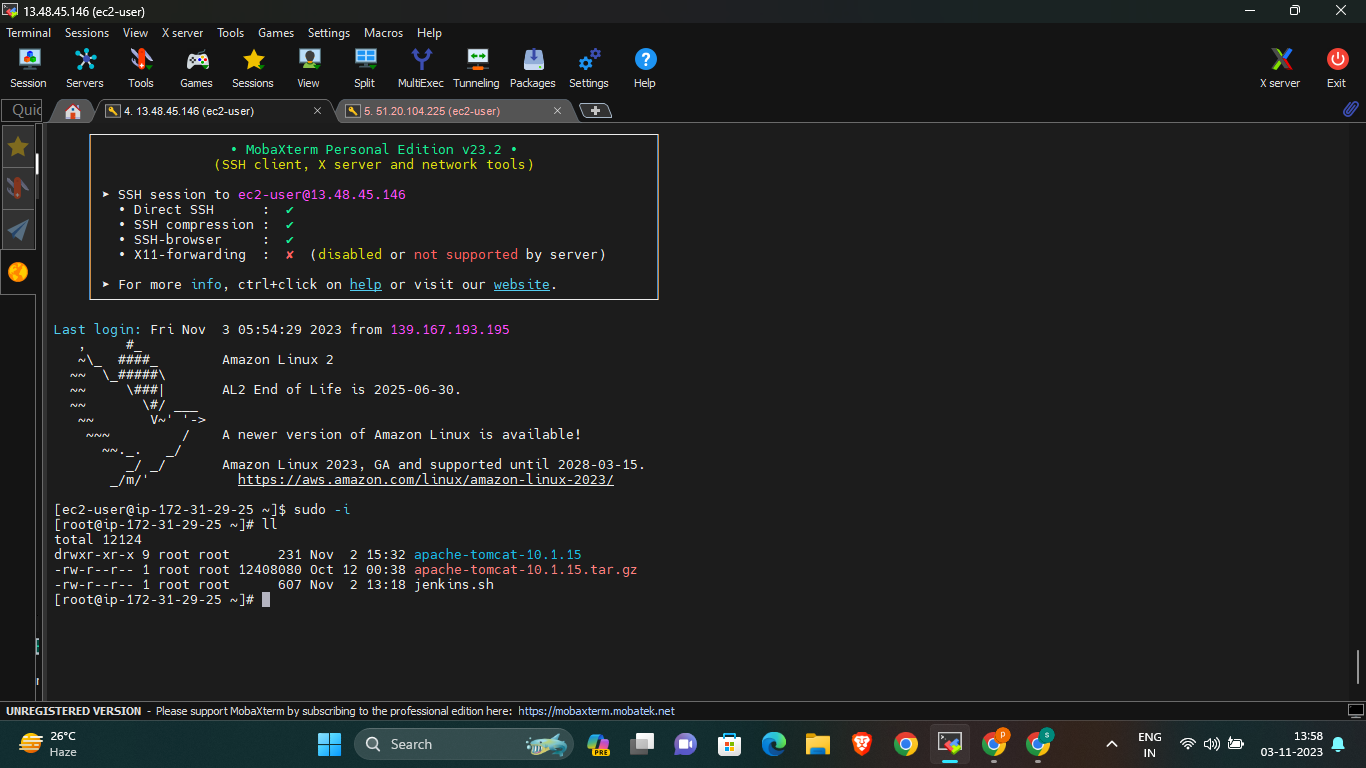 13.48.45.146 (ec2-user)
Terminal Sessions View X server Tools Games Settings Macros Help
Session Servers Tools Games Sessions View Split MultiExec Tunneling Packages Settings Help X server Exit
Quic
4. 13.48.45.146 (ec2-user)
5. 51.20.104.225 (ec2-user)
• MobaXterm Personal Edition v23.2 •
(SSH client, X server and network tools)
➤ SSH session to ec2-user@13.48.45.146
• Direct SSH : ✔
• SSH compression : ✔
• SSH-browser : ✔
• X11-forwarding : ✘ (disabled or not supported by server)
➤ For more info, ctrl+click on help or visit our website.
Last login: Fri Nov  3 05:54:29 2023 from 139.167.193.195
   ,     #_
   ~\_  ####_        Amazon Linux 2
  ~~  \_#####\
  ~~     \###|       AL2 End of Life is 2025-06-30.
  ~~       \#/ ___
   ~~       V~' '->
    ~~~         /    A newer version of Amazon Linux is available!
      ~~._.   _/
         _/ _/       Amazon Linux 2023, GA and supported until 2028-03-15.
       _/m/'           https://aws.amazon.com/linux/amazon-linux-2023/
[ec2-user@ip-172-31-29-25 ~]$ sudo -i
[root@ip-172-31-29-25 ~]# ll
total 12124
drwxr-xr-x 9 root root      231 Nov  2 15:32 apache-tomcat-10.1.15
-rw-r--r-- 1 root root 12408080 Oct 12 00:38 apache-tomcat-10.1.15.tar.gz
-rw-r--r-- 1 root root      607 Nov  2 13:18 jenkins.sh
[root@ip-172-31-29-25 ~]#
UNREGISTERED VERSION - Please support MobaXterm by subscribing to the professional edition here: https://mobaxterm.mobatek.net
26°C
Haze
Search
PRE
P
S
ENG
IN
13:58
03-11-2023